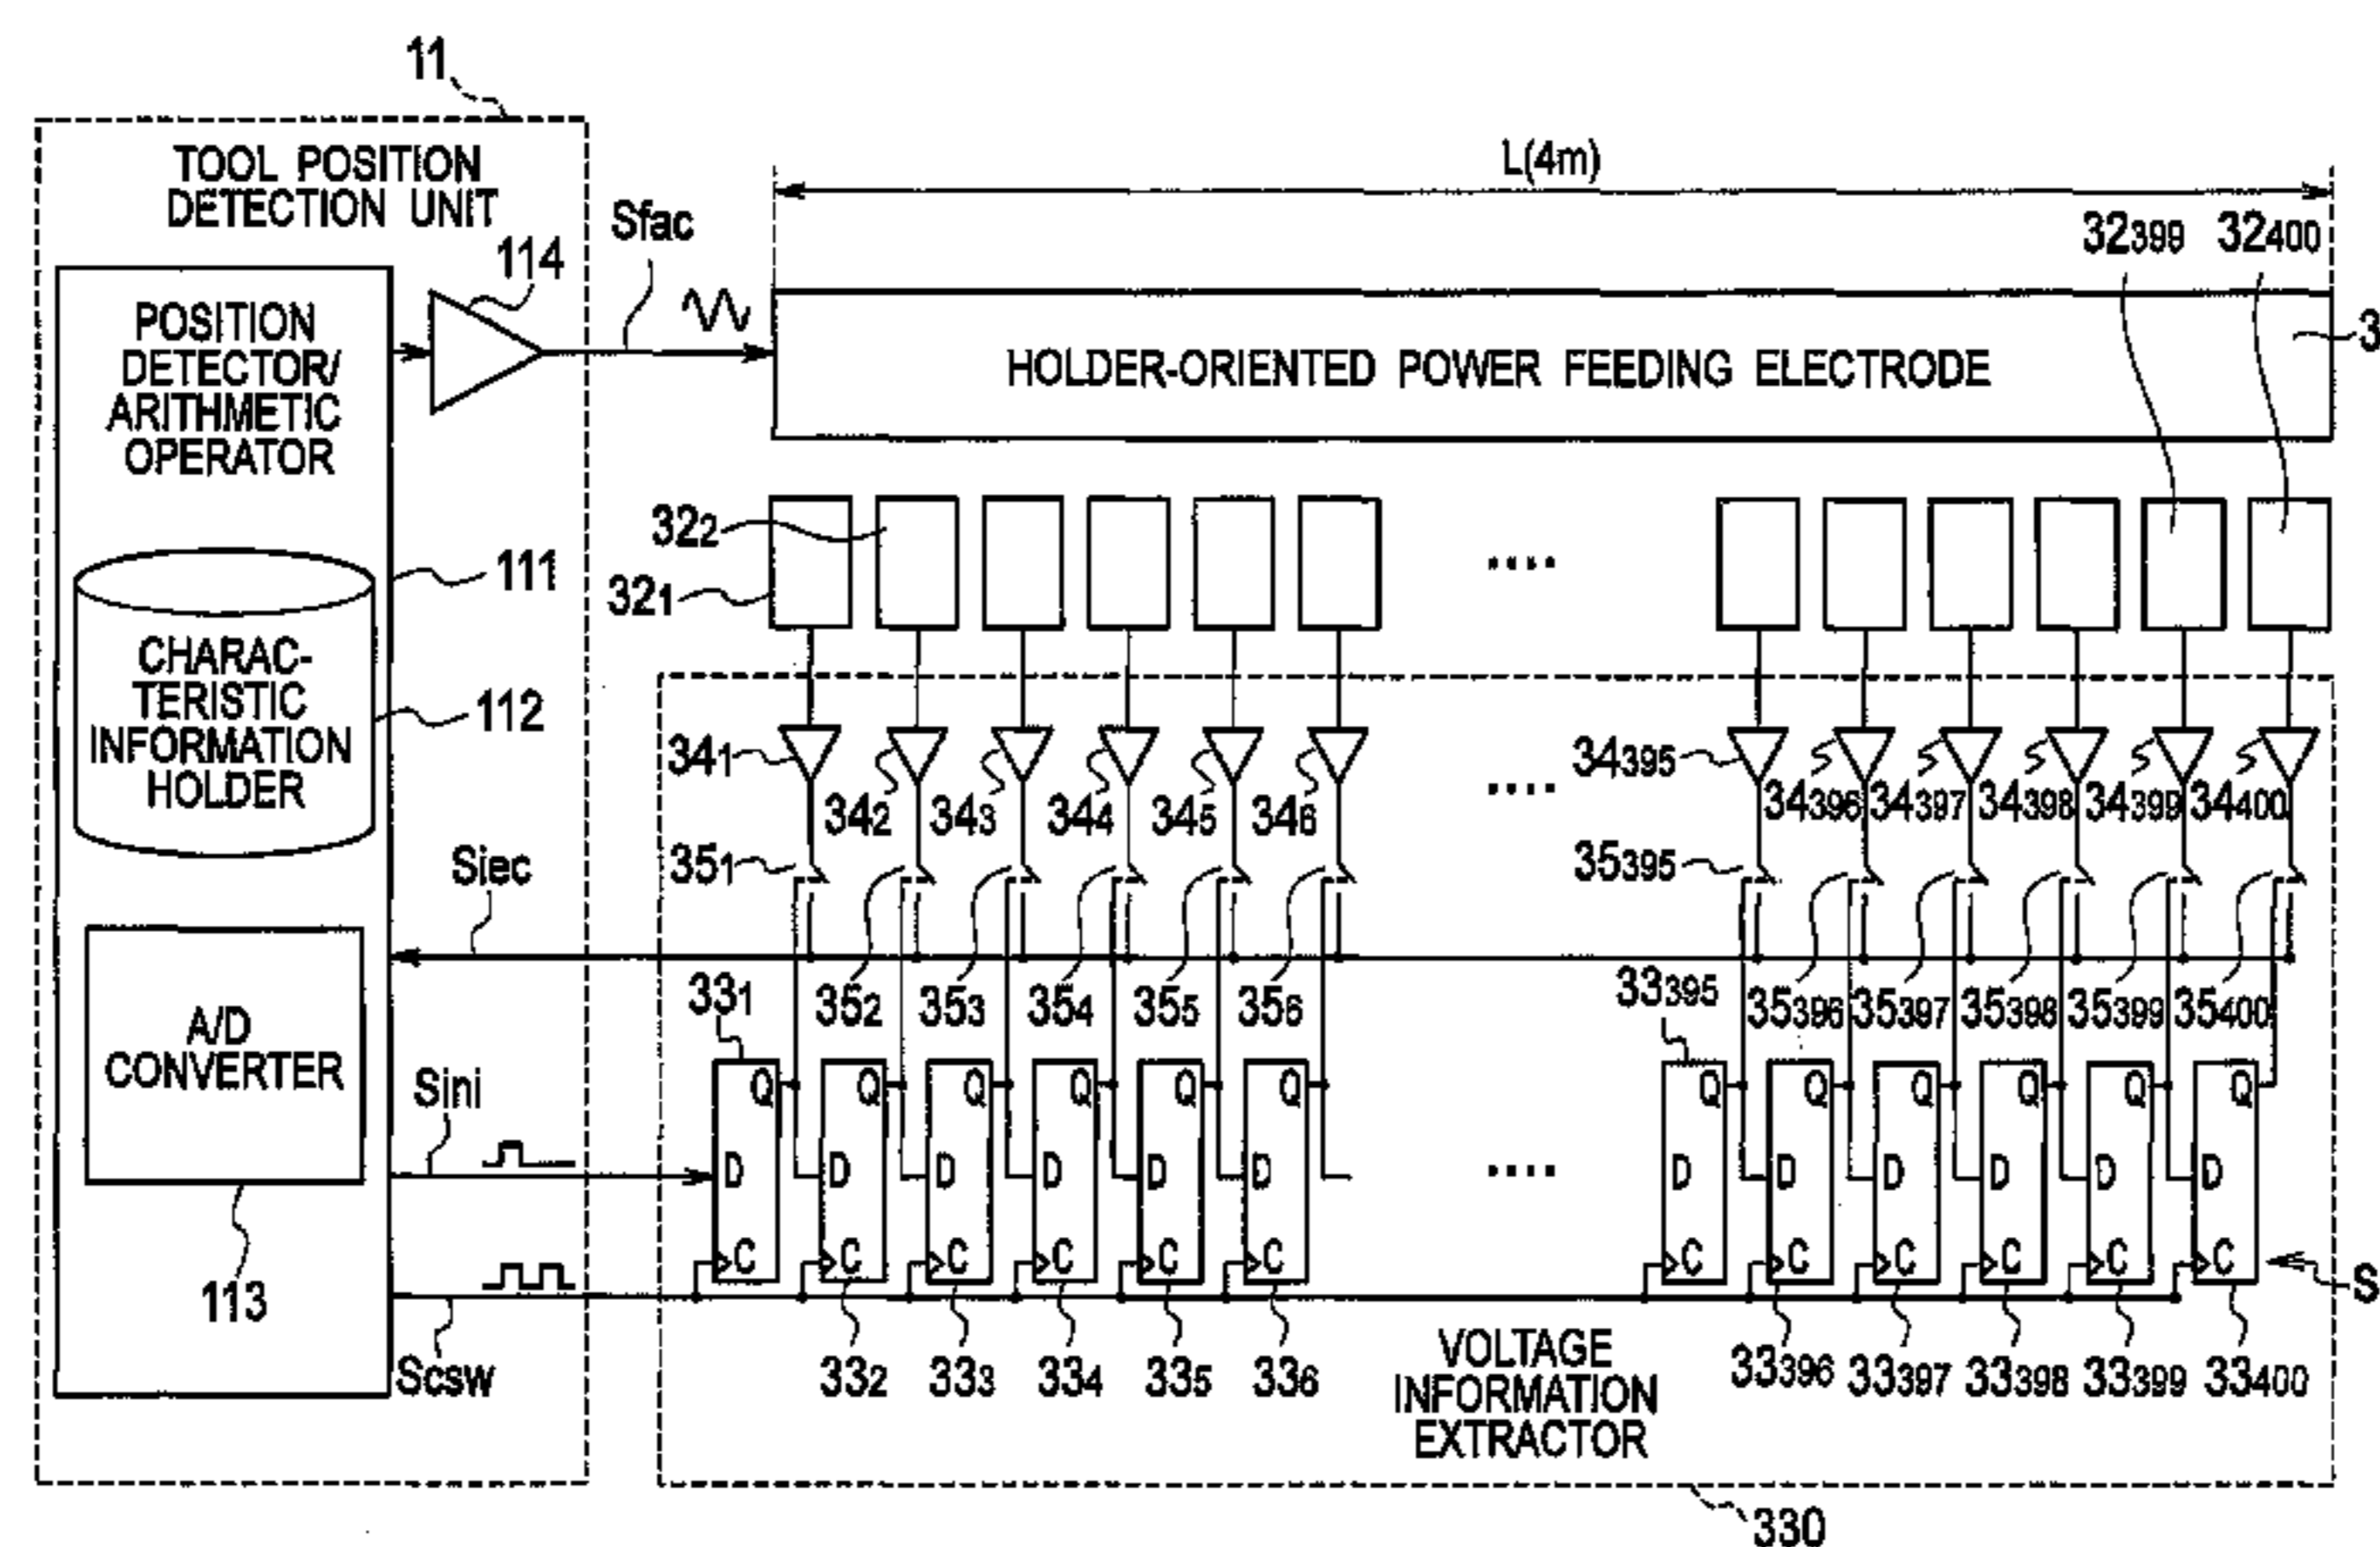 11
TOOL POSITION
DETECTION UNIT
L(4m)
Sfac
32399
32400
114
POSITION
DETECTOR/
ARITHMETIC
OPERATOR
HOLDER-ORIENTED POWER FEEDING ELECTRODE
3
322
321
....
111
CHARAC-
TERISTIC
INFORMATION
HOLDER
112
341
342
343
344
345
346
....
34395
34396
34397
34398
34399
34400
Siec
351
35395
A/D
CONVERTER
331
352
353
354
355
356
33395
35396
35397
35398
35399
35400
Sini
Q Q Q Q Q Q Q Q Q Q Q Q
D D D D D D .... D D D D D D
C C C C C C C C C C C C
113
S
Scsw
332
333
334
335
336
VOLTAGE
INFORMATION
EXTRACTOR
33396
33397
33398
33399
33400
330